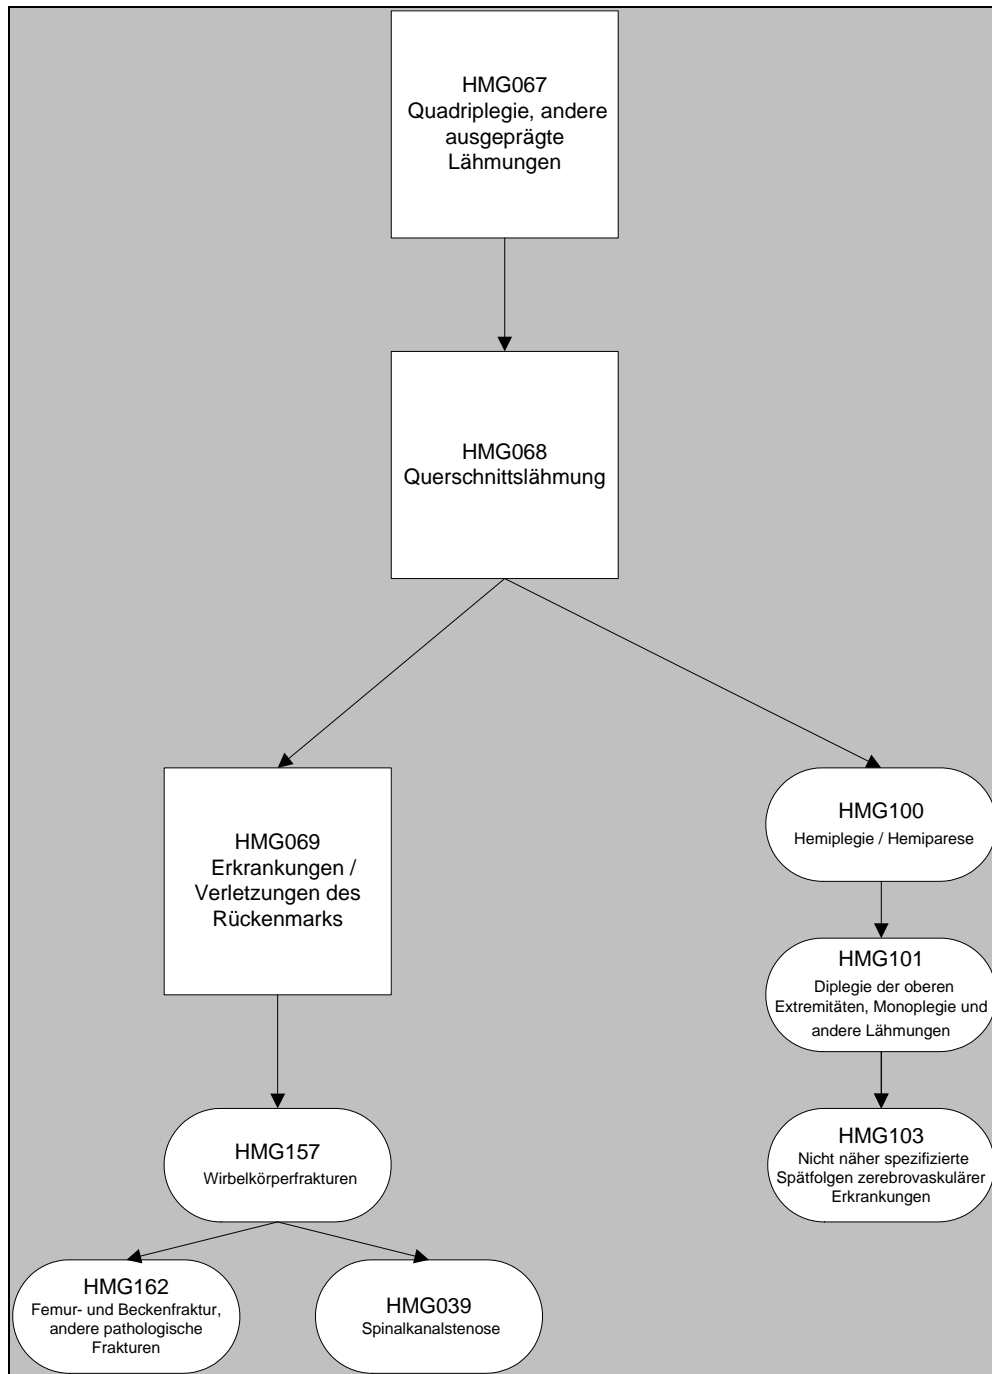 HMG067
Quadriplegie, andere
ausgeprägte
Lähmungen
HMG068
Querschnittslähmung
HMG069
Erkrankungen /
Verletzungen des
Rückenmarks
HMG100
Hemiplegie / Hemiparese
HMG101
Diplegie der oberen
Extremitäten, Monoplegie und
andere Lähmungen
HMG157
Wirbelkörperfrakturen
HMG103
Nicht näher spezifizierte
Spätfolgen zerebrovaskulärer
Erkrankungen
HMG162
Femur- und Beckenfraktur,
andere pathologische
Frakturen
HMG039
Spinalkanalstenose